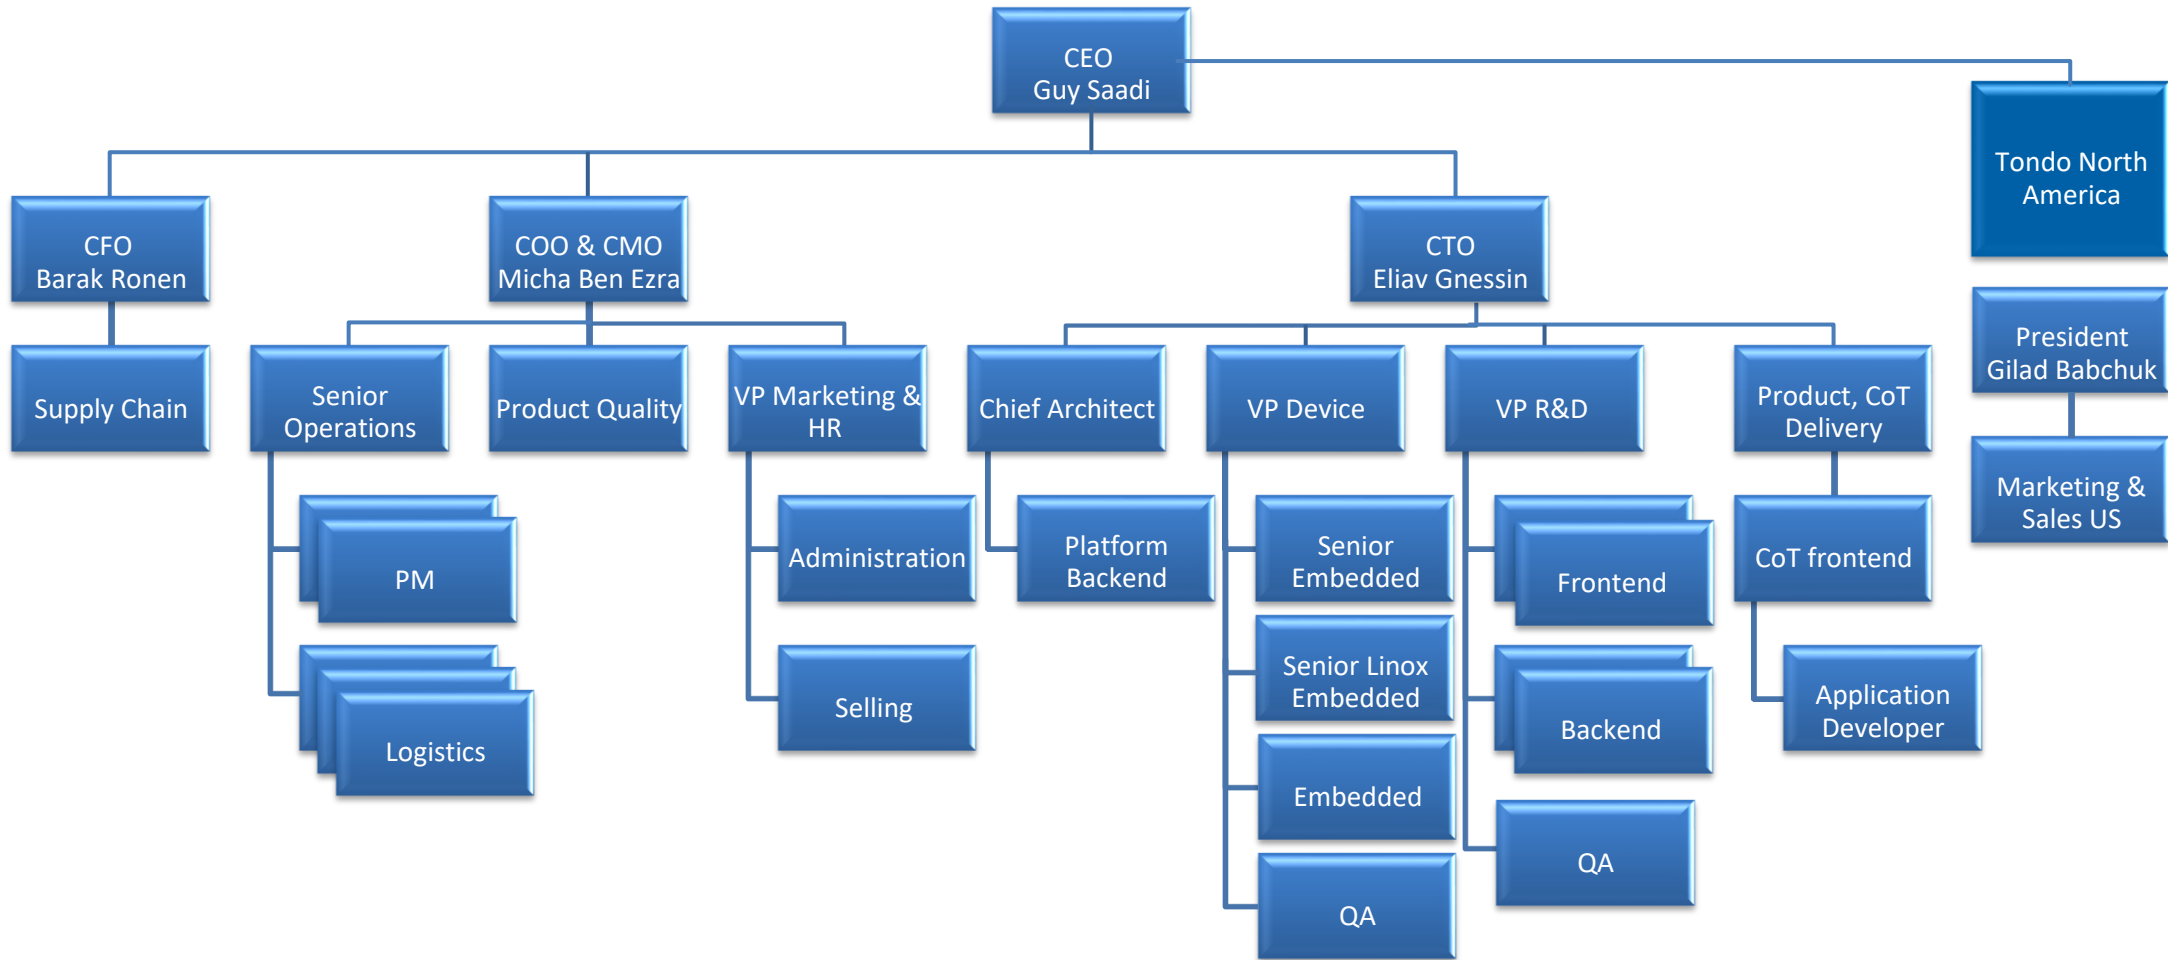 CEO
Guy Saadi
Tondo North
America
CFO
Barak Ronen
COO & CMO
Micha Ben Ezra
CTO
Eliav Gnessin
President
Gilad Babchuk
Supply Chain
Senior
Operations
Product Quality
VP Marketing &
HR
Chief Architect
VP Device
VP R&D
Product, CoT
Delivery
Marketing &
Sales US
PM
Administration
Platform
Backend
Senior
Embedded
Frontend
CoT frontend
Logistics
Selling
Senior Linox
Embedded
Backend
Application
Developer
Embedded
QA
QA